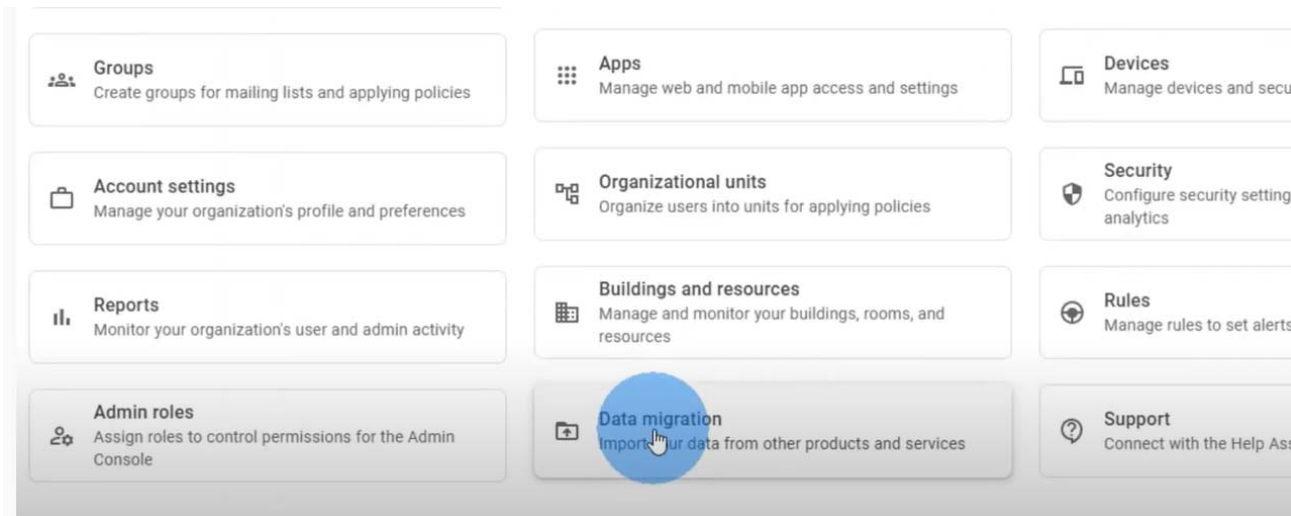 Groups
Create groups for mailing lists and applying policies
Apps
Manage web and mobile app access and settings
Devices
Manage devices and secu
Account settings
Manage your organization's profile and preferences
Organizational units
Organize users into units for applying policies
Security
Configure security setting
analytics
Reports
Monitor your organization's user and admin activity
Buildings and resources
Manage and monitor your buildings, rooms, and
resources
Rules
Manage rules to set alerts
Admin roles
Assign roles to control permissions for the Admin
Console
Data migration
Import your data from other products and services
Support
Connect with the Help Ass